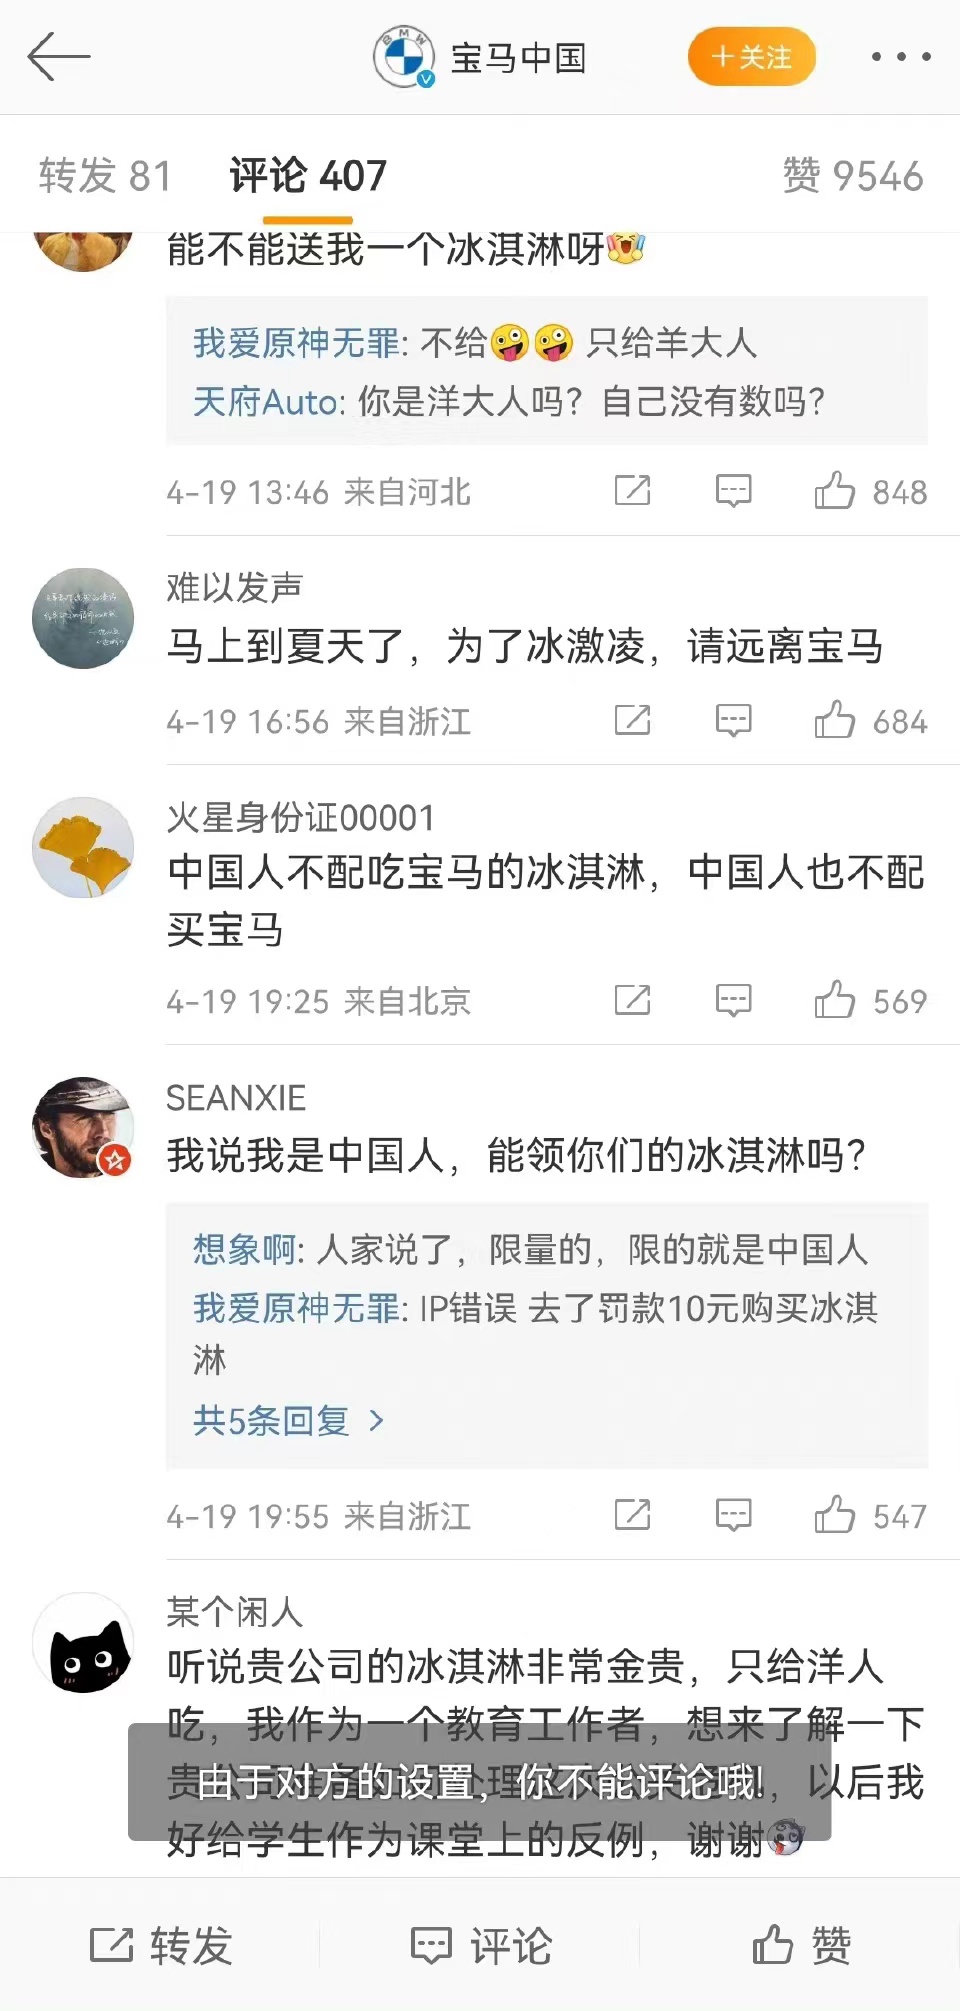 BMW
宝马中国
+关注
转发 81
评论 407
赞 9546
能不能送我一个冰淇淋呀
我爱原神无罪: 不给 只给羊大人
天府Auto: 你是洋大人吗？自己没有数吗？
4-19 13:46 来自河北
848
难以发声
马上到夏天了，为了冰激凌，请远离宝马
4-19 16:56 来自浙江
684
火星身份证00001
中国人不配吃宝马的冰淇淋，中国人也不配
买宝马
4-19 19:25 来自北京
569
SEANXIE
我说我是中国人，能领你们的冰淇淋吗？
想象啊: 人家说了，限量的，限的就是中国人
我爱原神无罪: IP错误 去了罚款10元购买冰淇
淋
共5条回复 >
4-19 19:55 来自浙江
547
某个闲人
听说贵公司的冰淇淋非常金贵，只给洋人
吃，我作为一个教育工作者，想来了解一下
贵，以后我
由于对方的设置，你不能评论哦!
好给学生作为课堂上的反例，谢谢
转发
评论
赞